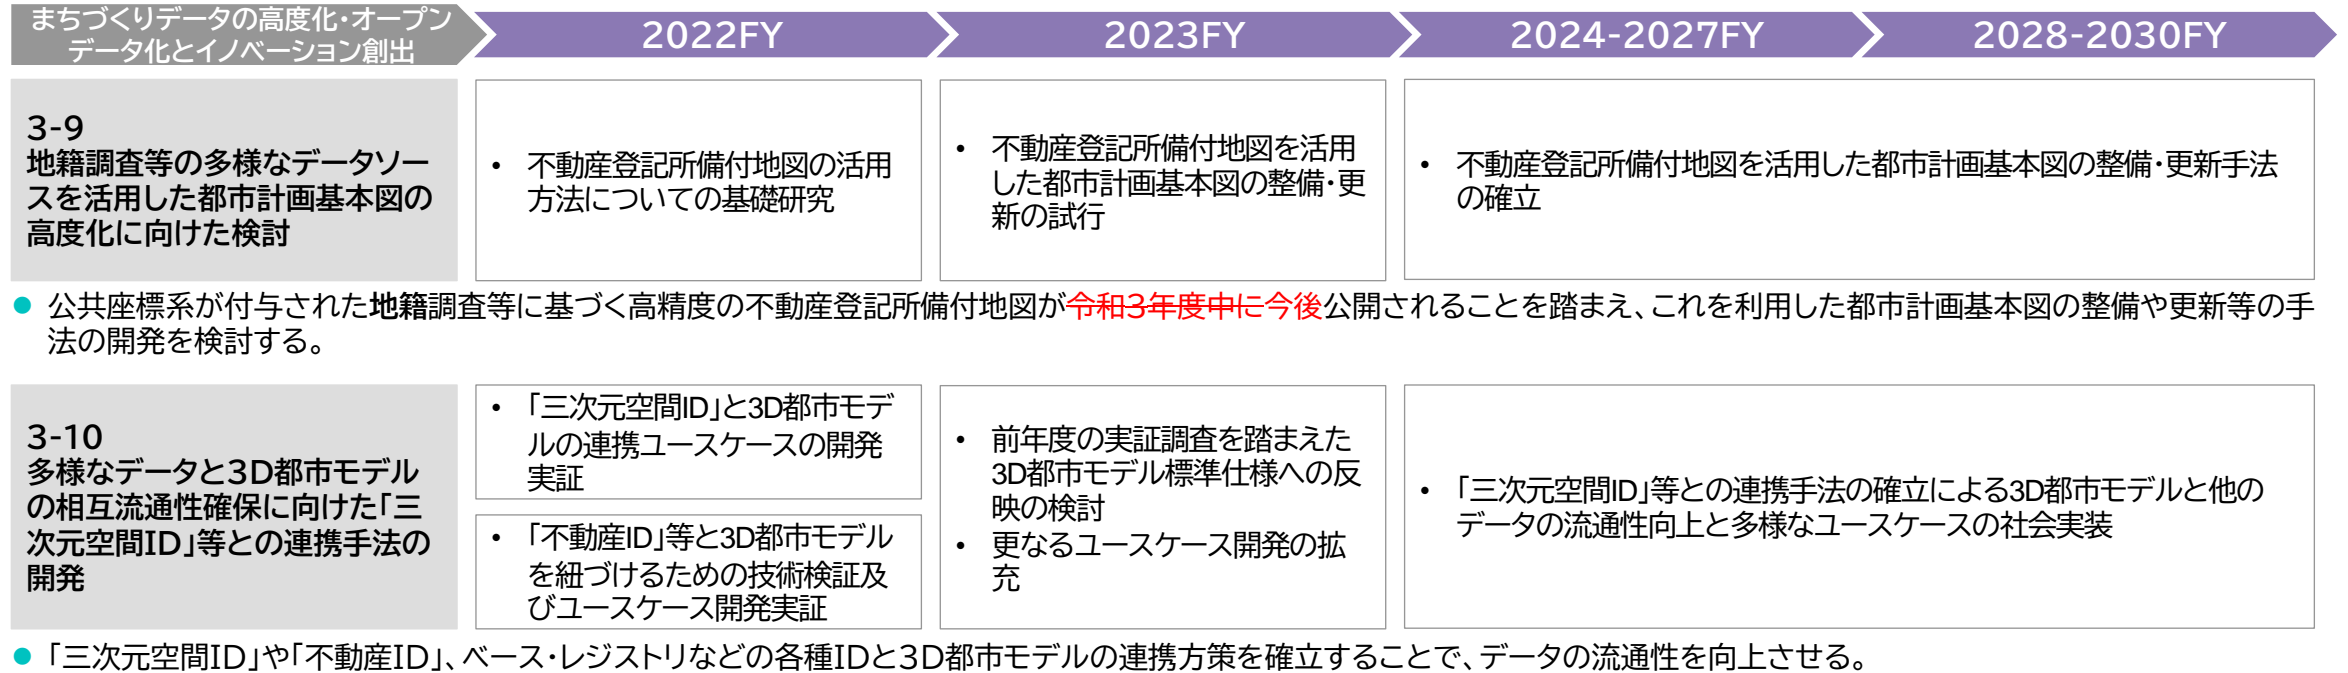 まちづくりデータの高度化・オープン
データ化とイノベーション創出
2022FY
2023FY
2024-2027FY
2028-2030FY
3-9
地籍調査等の多様なデータソー
スを活用した都市計画基本図の
高度化に向けた検討
• 不動産登記所備付地図の活用
方法についての基礎研究
• 不動産登記所備付地図を活用
した都市計画基本図の整備・更
新の試行
• 不動産登記所備付地図を活用した都市計画基本図の整備・更新手法
の確立
● 公共座標系が付与された地籍調査等に基づく高精度の不動産登記所備付地図が令和3年度中に今後公開されることを踏まえ、これを利用した都市計画基本図の整備や更新等の手
法の開発を検討する。
3-10
多様なデータと3D都市モデル
の相互流通性確保に向けた「三
次元空間ID」等との連携手法の
開発
• 「三次元空間ID」と3D都市モデ
ルの連携ユースケースの開発
実証
• 「不動産ID」等と3D都市モデル
を紐づけるための技術検証及
びユースケース開発実証
• 前年度の実証調査を踏まえた
3D都市モデル標準仕様への反
映の検討
• 更なるユースケース開発の拡
充
• 「三次元空間ID」等との連携手法の確立による3D都市モデルと他の
データの流通性向上と多様なユースケースの社会実装
● 「三次元空間ID」や「不動産ID」、ベース・レジストリなどの各種IDと3D都市モデルの連携方策を確立することで、データの流通性を向上させる。